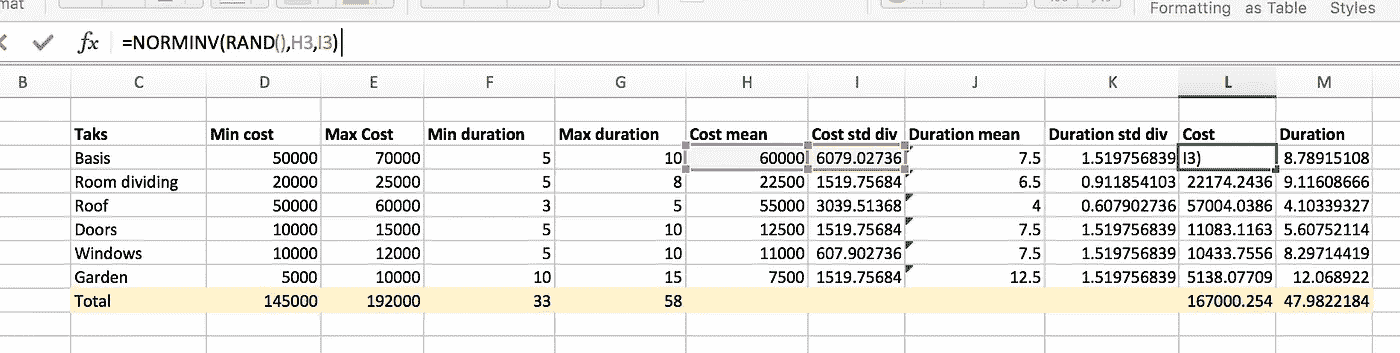 mat
Formatting as Table Styles
fx =NORMINV(RAND(),H3,I3)
B C D E F G H I J K L M
Taks Min cost Max Cost Min duration Max duration Cost mean Cost std div Duration mean Duration std div Cost Duration
Basis 50000 70000 5 10 60000 6079.02736 7.5 1.519756839 I3) 8.78915108
Room dividing 20000 25000 5 8 22500 1519.75684 6.5 0.911854103 22174.2436 9.11608666
Roof 50000 60000 3 5 55000 3039.51368 4 0.607902736 57004.0386 4.10339327
Doors 10000 15000 5 10 12500 1519.75684 7.5 1.519756839 11083.1163 5.60752114
Windows 10000 12000 5 10 11000 607.902736 7.5 1.519756839 10433.7556 8.29714419
Garden 5000 10000 10 15 7500 1519.75684 12.5 1.519756839 5138.07709 12.068922
Total 145000 192000 33 58 167000.254 47.9822184